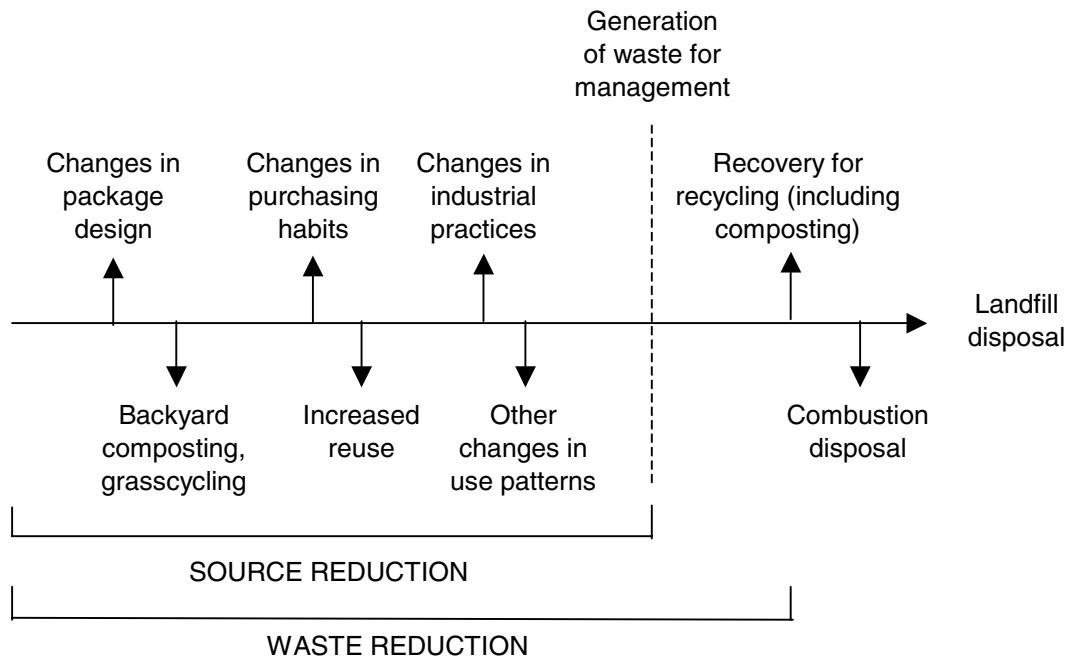 Generation
of waste for
management
Changes in
package
design
Changes in
purchasing
habits
Changes in
industrial
practices
Recovery for
recycling (including
composting)
Landfill
disposal
Backyard
composting,
grasscycling
Increased
reuse
Other
changes in
use patterns
Combustion
disposal
SOURCE REDUCTION
WASTE REDUCTION